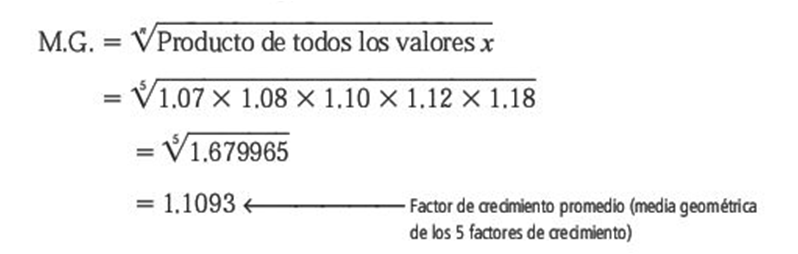 M.G. = ⁿ√Producto de todos los valores x
= ⁵√1.07 × 1.08 × 1.10 × 1.12 × 1.18
= ⁵√1.679965
= 1.1093 ← Factor de crecimiento promedio (media geométrica
de los 5 factores de crecimiento)